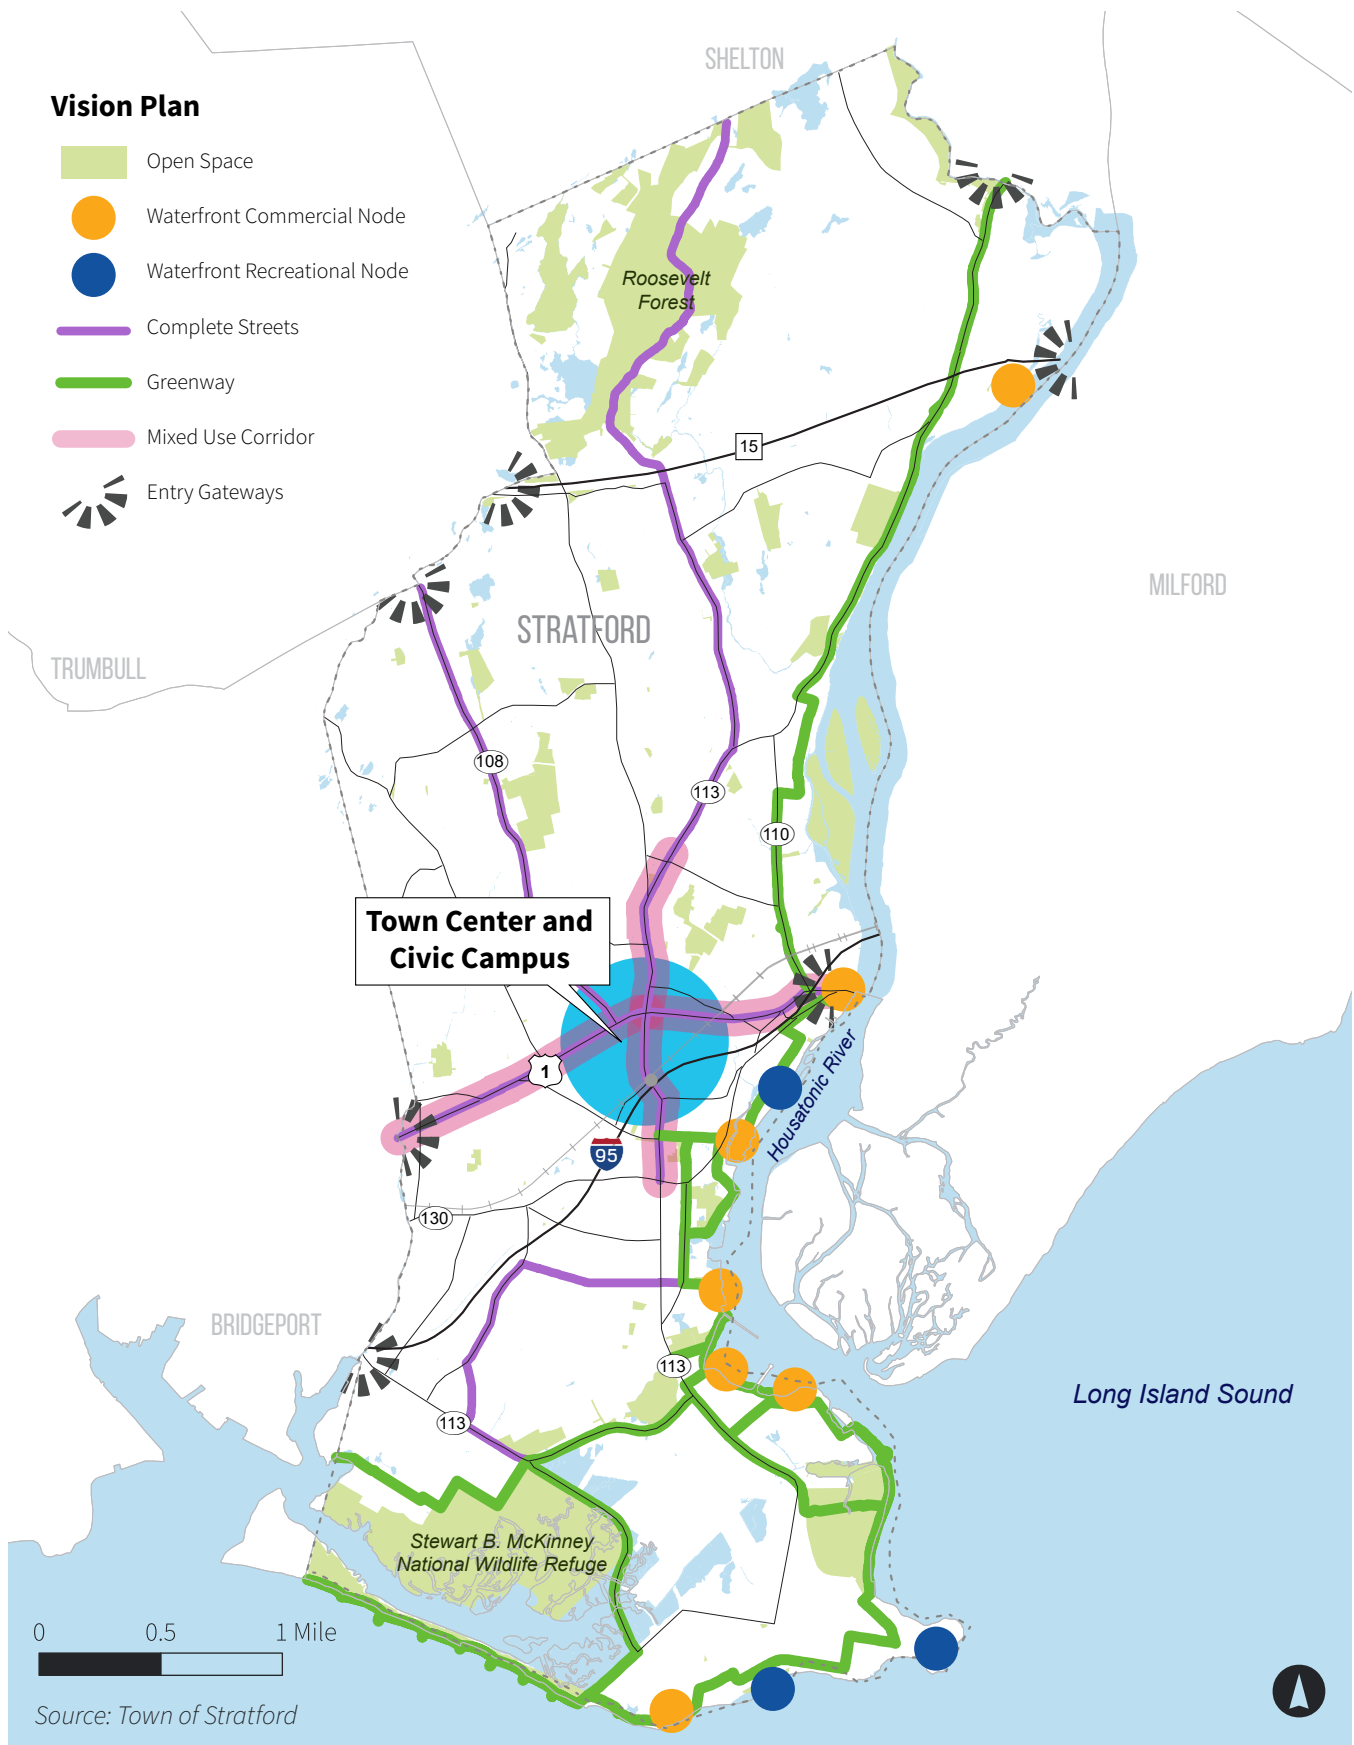 SHELTON
Vision Plan
Open Space
Waterfront Commercial Node
Waterfront Recreational Node
Complete Streets
Greenway
Mixed Use Corridor
Entry Gateways
Roosevelt
Forest
15
MILFORD
STRATFORD
TRUMBULL
108
113
110
Town Center and
Civic Campus
1
Housatonic River
95
130
BRIDGEPORT
113
Long Island Sound
113
Stewart B. McKinney
National Wildlife Refuge
0 0.5 1 Mile
Source: Town of Stratford